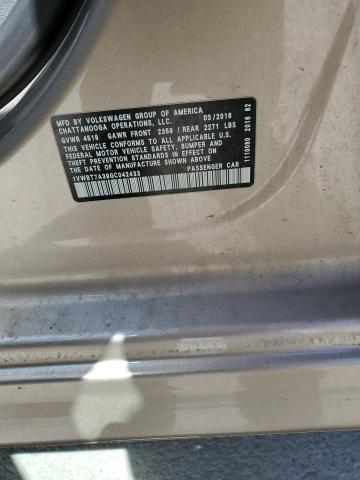 MFD BY VOLKSWAGEN GROUP OF AMERICA
CHATTANOOGA OPERATIONS, LLC. 03/2016
GVWR 4519 GAWR FRONT 2359 / REAR 2271 LBS
THIS VEHICLE CONFORMS TO ALL APPLICABLE U.S.
FEDERAL MOTOR VEHICLE SAFETY, BUMPER AND
THEFT PREVENTION STANDARDS IN EFFECT ON
THE DATE OF MANUFACTURE SHOWN ABOVE
PASSENGER CAR
1VWBT7A39GC042433
1110080 2016 62